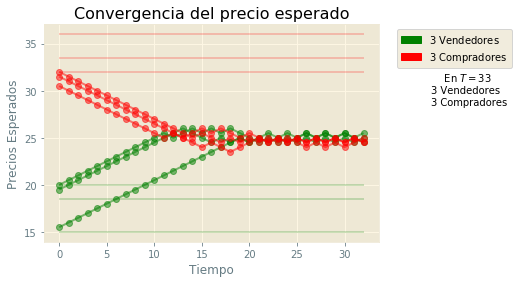 Convergencia del precio esperado
3 Vendedores
3 Compradores
En T = 33
3 Vendedores
3 Compradores
Precios Esperados
35
30
25
20
15
0 5 10 15 20 25 30
Tiempo